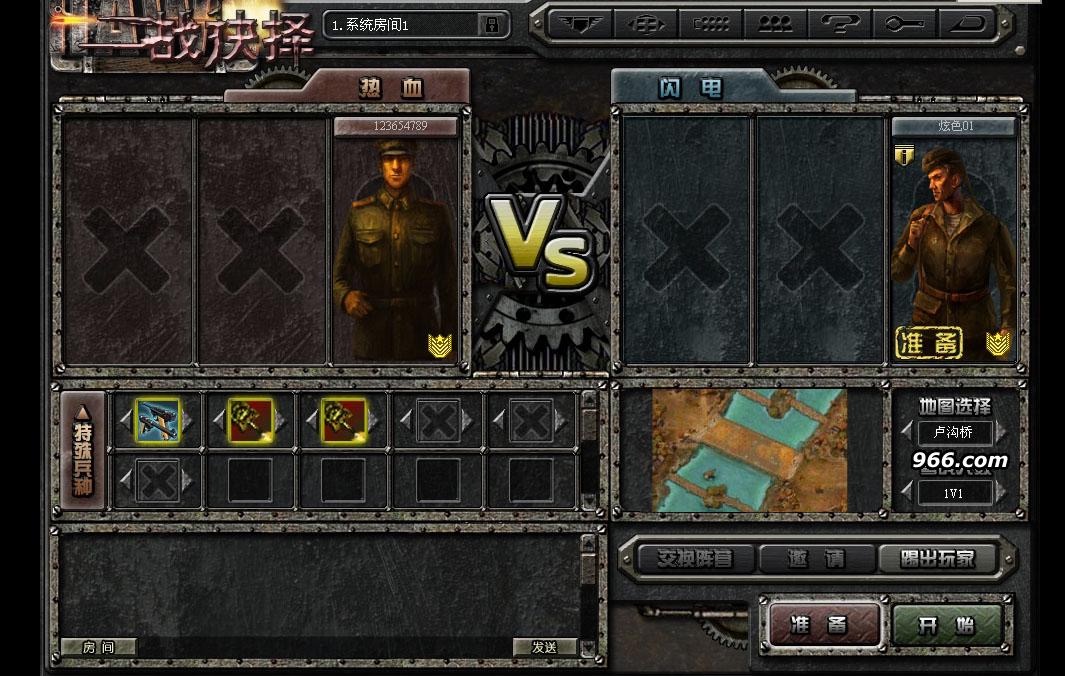 一战抉择
1.系统房间1
热血
闪电
123654789
炫色01
VS
准备
特殊兵种
地图选择
卢沟桥
966.com
1V1
交换阵营
邀请
踢出玩家
准备
开始
房间
发送